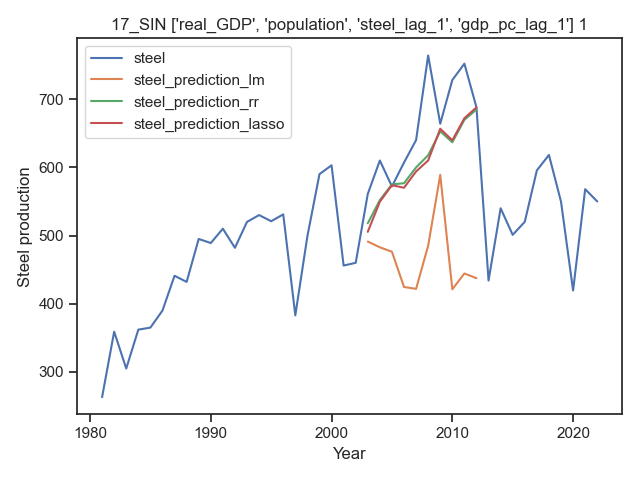 17_SIN ['real_GDP', 'population', 'steel_lag_1', 'gdp_pc_lag_1'] 1
steel
steel_prediction_lm
steel_prediction_rr
steel_prediction_lasso
Steel production
700
600
500
400
300
1980
1990
2000
2010
2020
Year